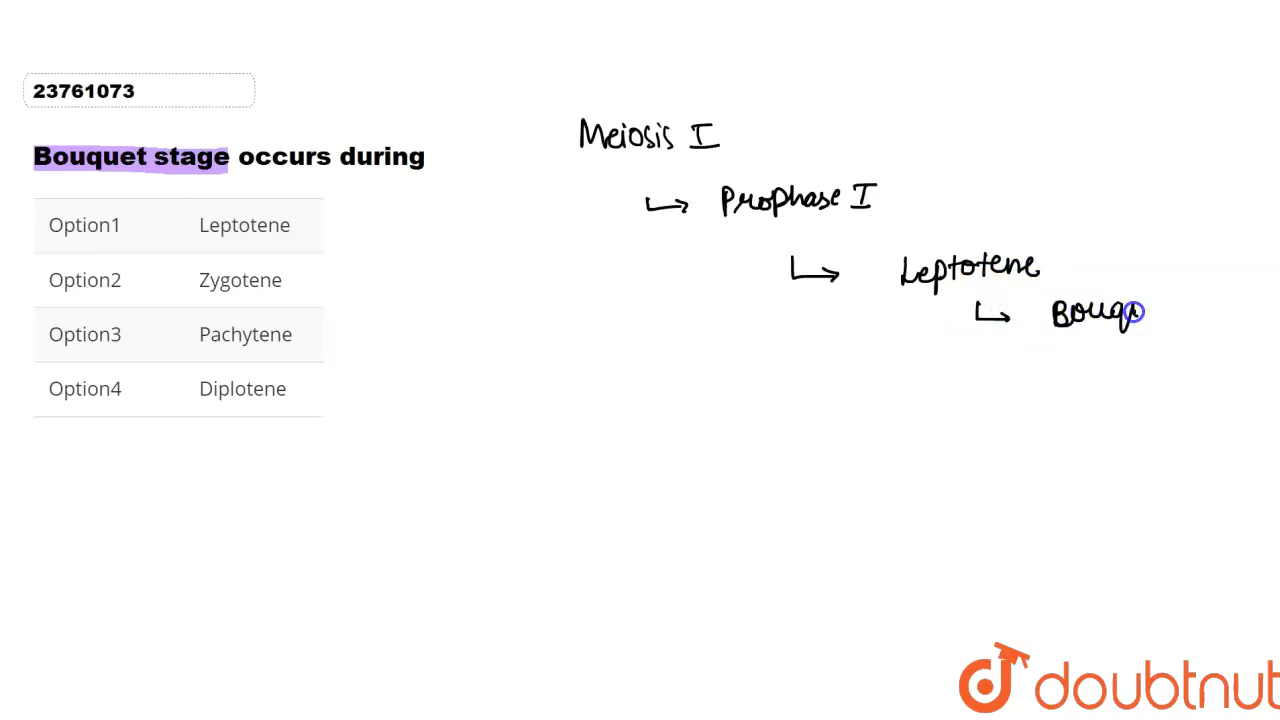 23761073
Bouquet stage occurs during
Option1 Leptotene
Option2 Zygotene
Option3 Pachytene
Option4 Diplotene
Meiosis I
Prophase I
Leptotene
Bouq
doubtnut